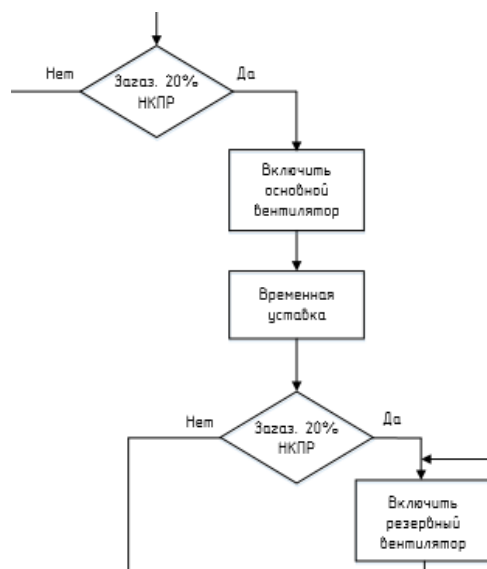 Нет
Загаз. 20%
НКПР
Да
Включить
основной
вентилятор
Временная
уставка
Нет
Загаз. 20%
НКПР
Да
Включить
резервный
вентилятор